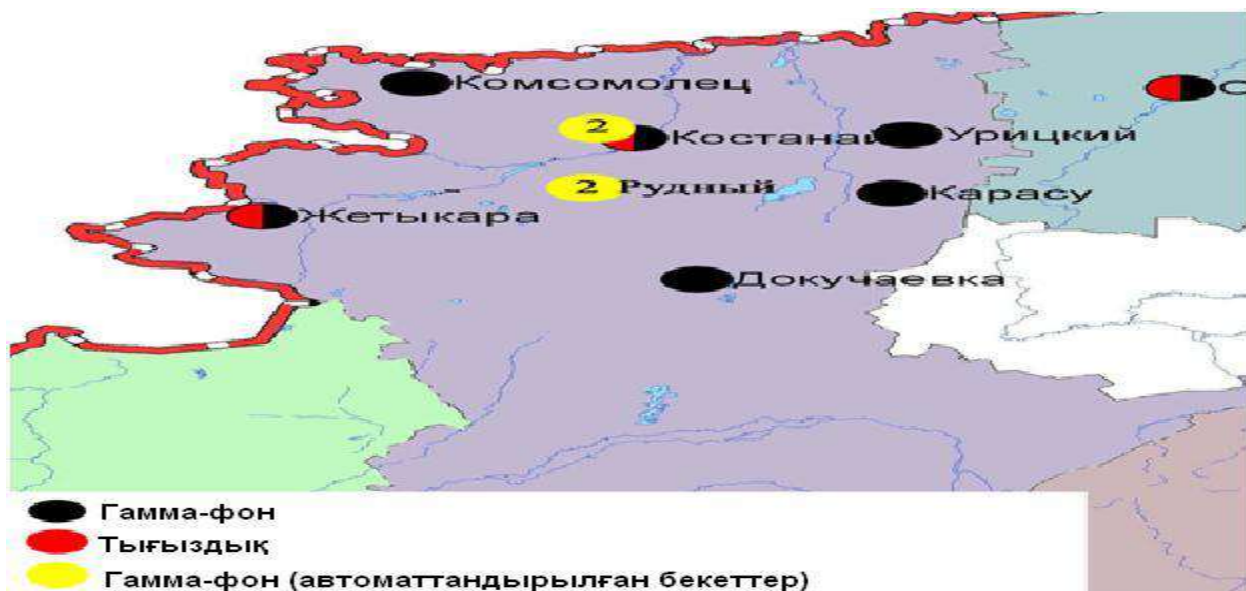 Комсомолец
2
Костанай
Урицкий
2 Рудный
Карасу
Жетыкара
Докучаевка
Гамма-фон
Тығыздық
Гамма-фон (автоматтандырылған бекеттер)